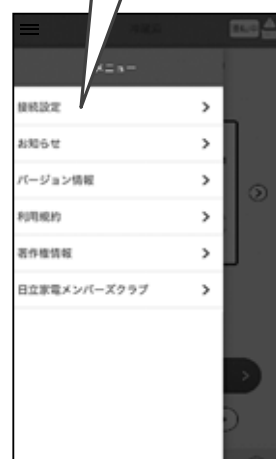 メニュー
接続設定
お知らせ
バージョン情報
利用規約
著作権情報
日立家電メンバーズクラブ